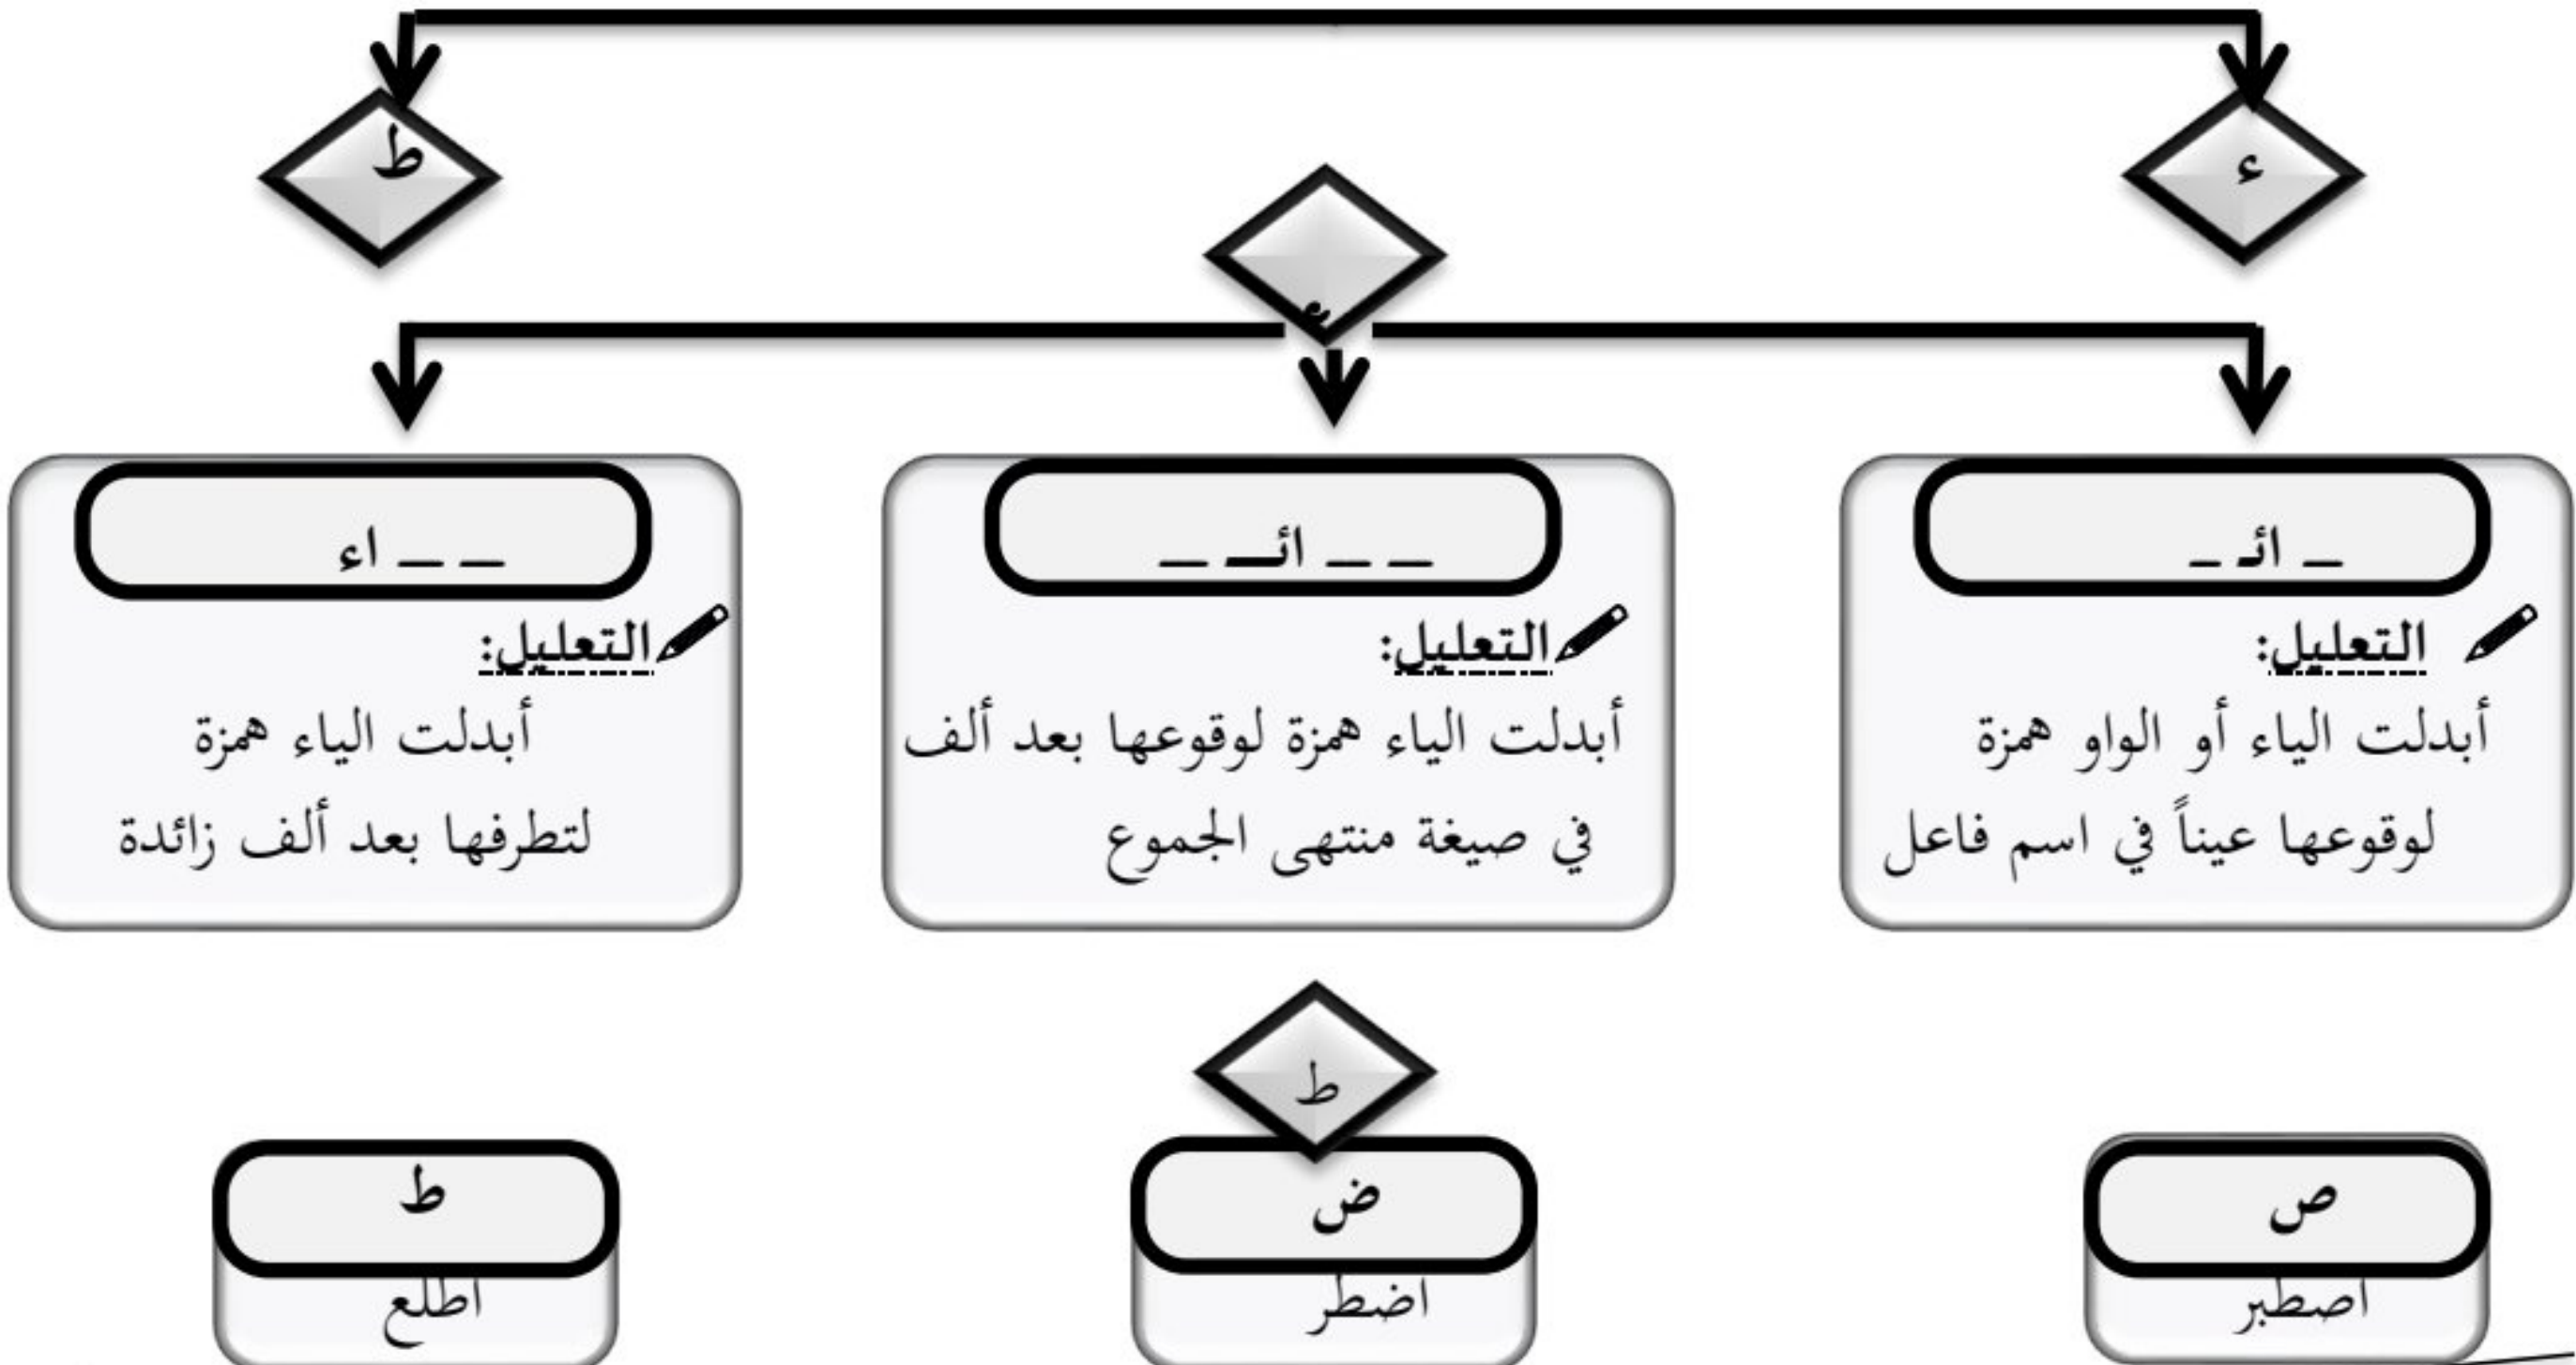 ء
ط
ء
ـ ائـ ـ
التعليل:
أبدلت الياء أو الواو همزة
لوقوعها عيناً في اسم فاعل
ـ ـ ائـ ـ
التعليل:
أبدلت الياء همزة لوقوعها بعد ألف
في صيغة منتهى الجموع
ـ ـ اء
التعليل:
أبدلت الياء همزة
لتطرفها بعد ألف زائدة
ط
ص
اصطبر
ض
اضطر
ط
اطلع